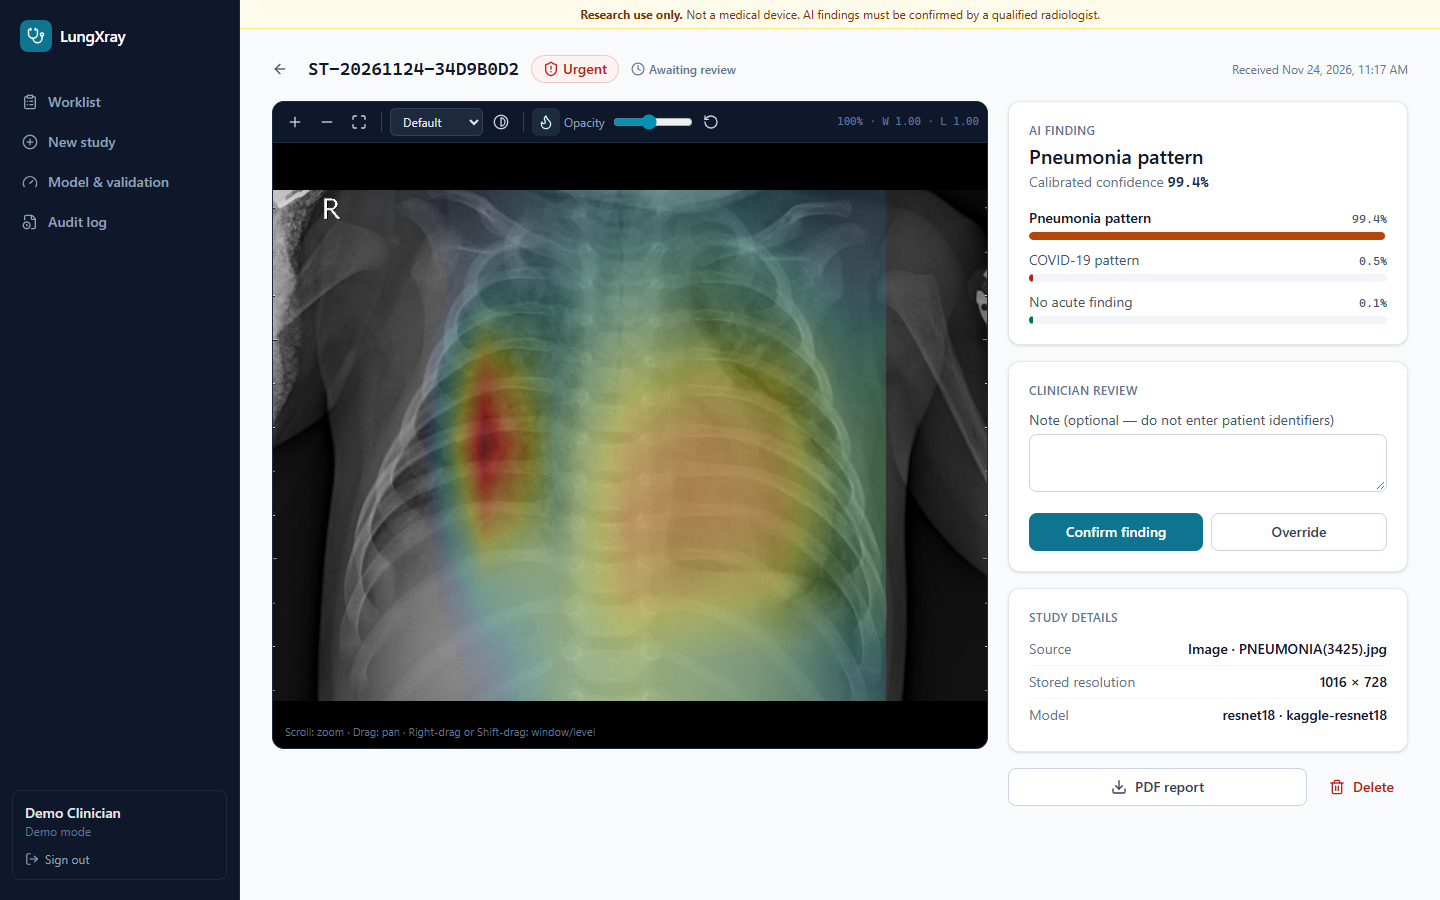 LungXray
Worklist
New study
Model & validation
Audit log
Demo Clinician
Demo mode
Sign out
Research use only. Not a medical device. AI findings must be confirmed by a qualified radiologist.
ST-20261124-34D9B0D2
Urgent
Awaiting review
Received Nov 24, 2026, 11:17 AM
Default
Opacity
100% · W 1.00 · L 1.00
R
Scroll: zoom · Drag: pan · Right-drag or Shift-drag: window/level
AI FINDING
Pneumonia pattern
Calibrated confidence 99.4%
Pneumonia pattern 99.4%
COVID-19 pattern 0.5%
No acute finding 0.1%
CLINICIAN REVIEW
Note (optional — do not enter patient identifiers)
Confirm finding
Override
STUDY DETAILS
Source Image · PNEUMONIA(3425).jpg
Stored resolution 1016 × 728
Model resnet18 · kaggle-resnet18
PDF report
Delete